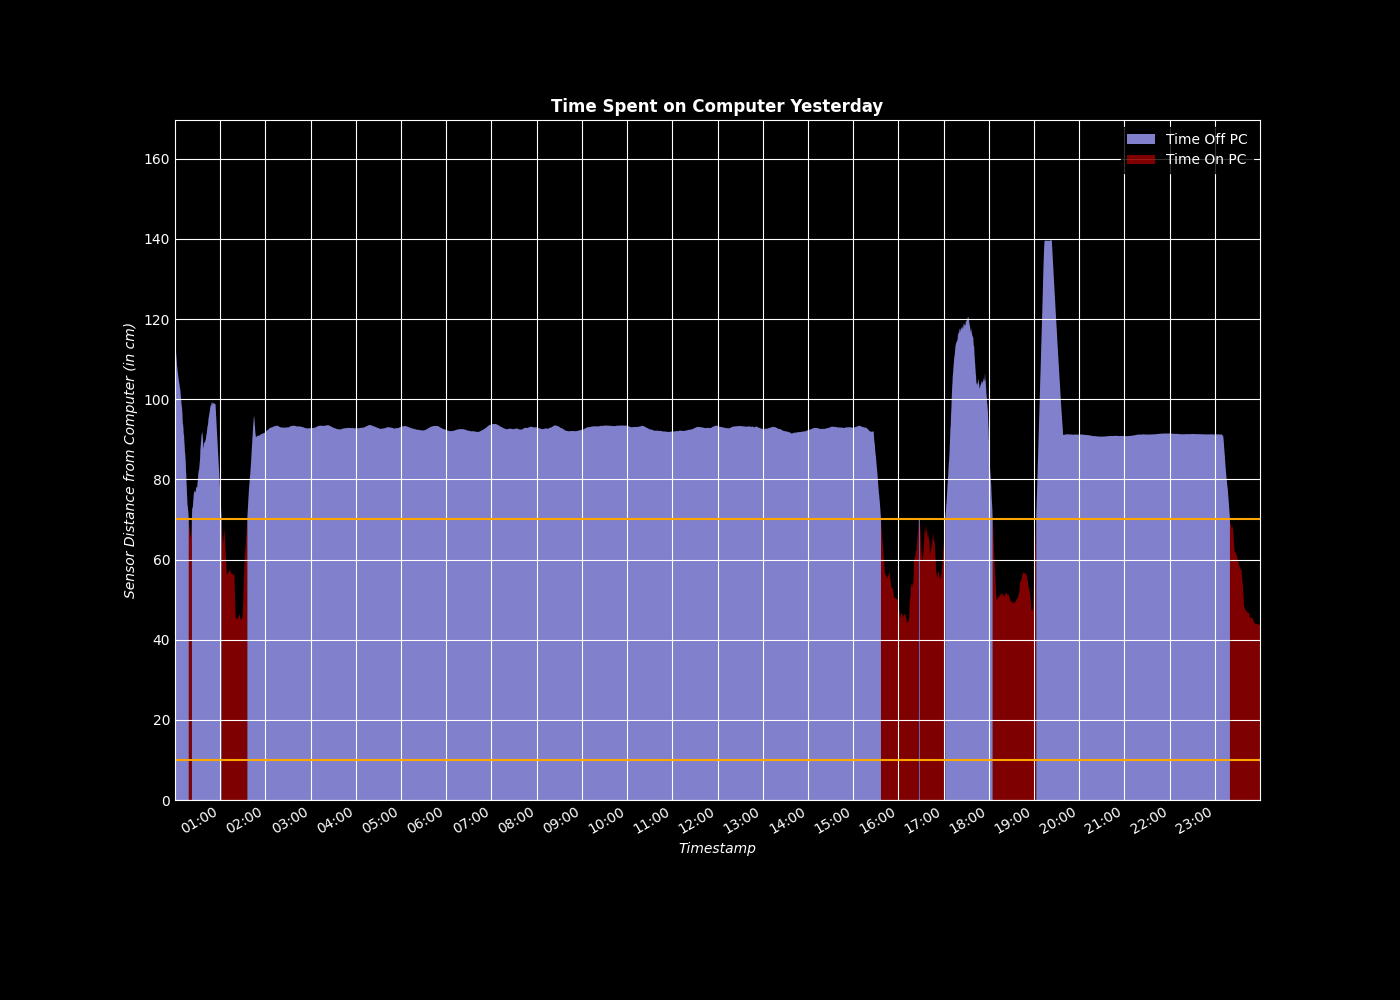 Time Spent on Computer Yesterday
Time Off PC
Time On PC
160
140
120
100
80
60
40
20
0
Sensor Distance from Computer (in cm)
01:00 02:00 03:00 04:00 05:00 06:00 07:00 08:00 09:00 10:00 11:00 12:00 13:00 14:00 15:00 16:00 17:00 18:00 19:00 20:00 21:00 22:00 23:00
Timestamp